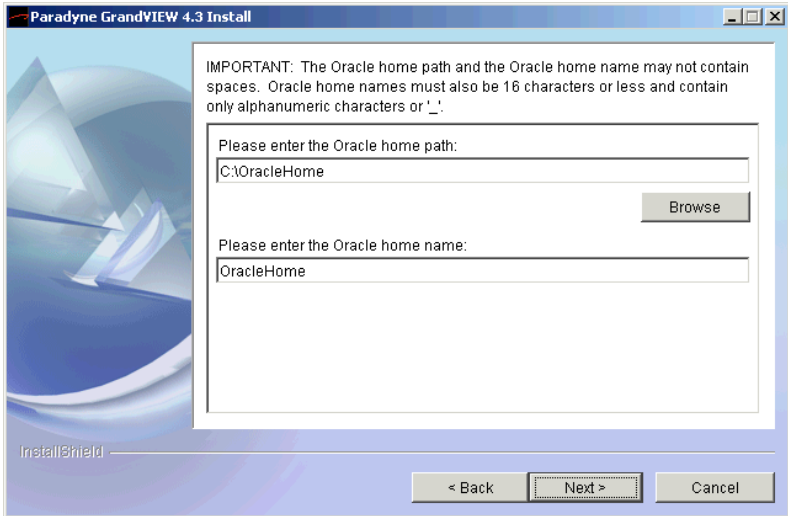 Paradyne GrandVIEW 4.3 Install
IMPORTANT: The Oracle home path and the Oracle home name may not contain
spaces. Oracle home names must also be 16 characters or less and contain
only alphanumeric characters or '_'.
Please enter the Oracle home path:
C:\OracleHome
Browse
Please enter the Oracle home name:
OracleHome
InstallShield
< Back Next > Cancel